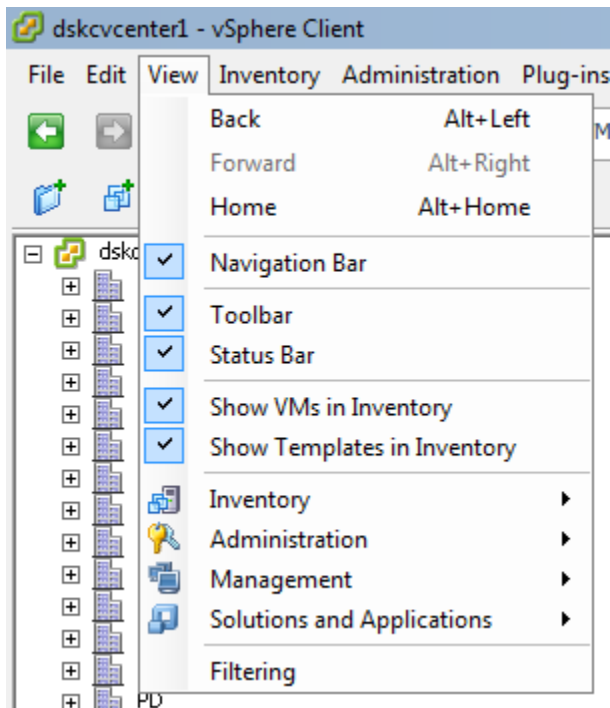 dskcvcenter1 - vSphere Client
File Edit View Inventory Administration Plug-ins
Back Alt+Left
Forward Alt+Right
Home Alt+Home
Navigation Bar
Toolbar
Status Bar
Show VMs in Inventory
Show Templates in Inventory
Inventory
Administration
Management
Solutions and Applications
Filtering
PD